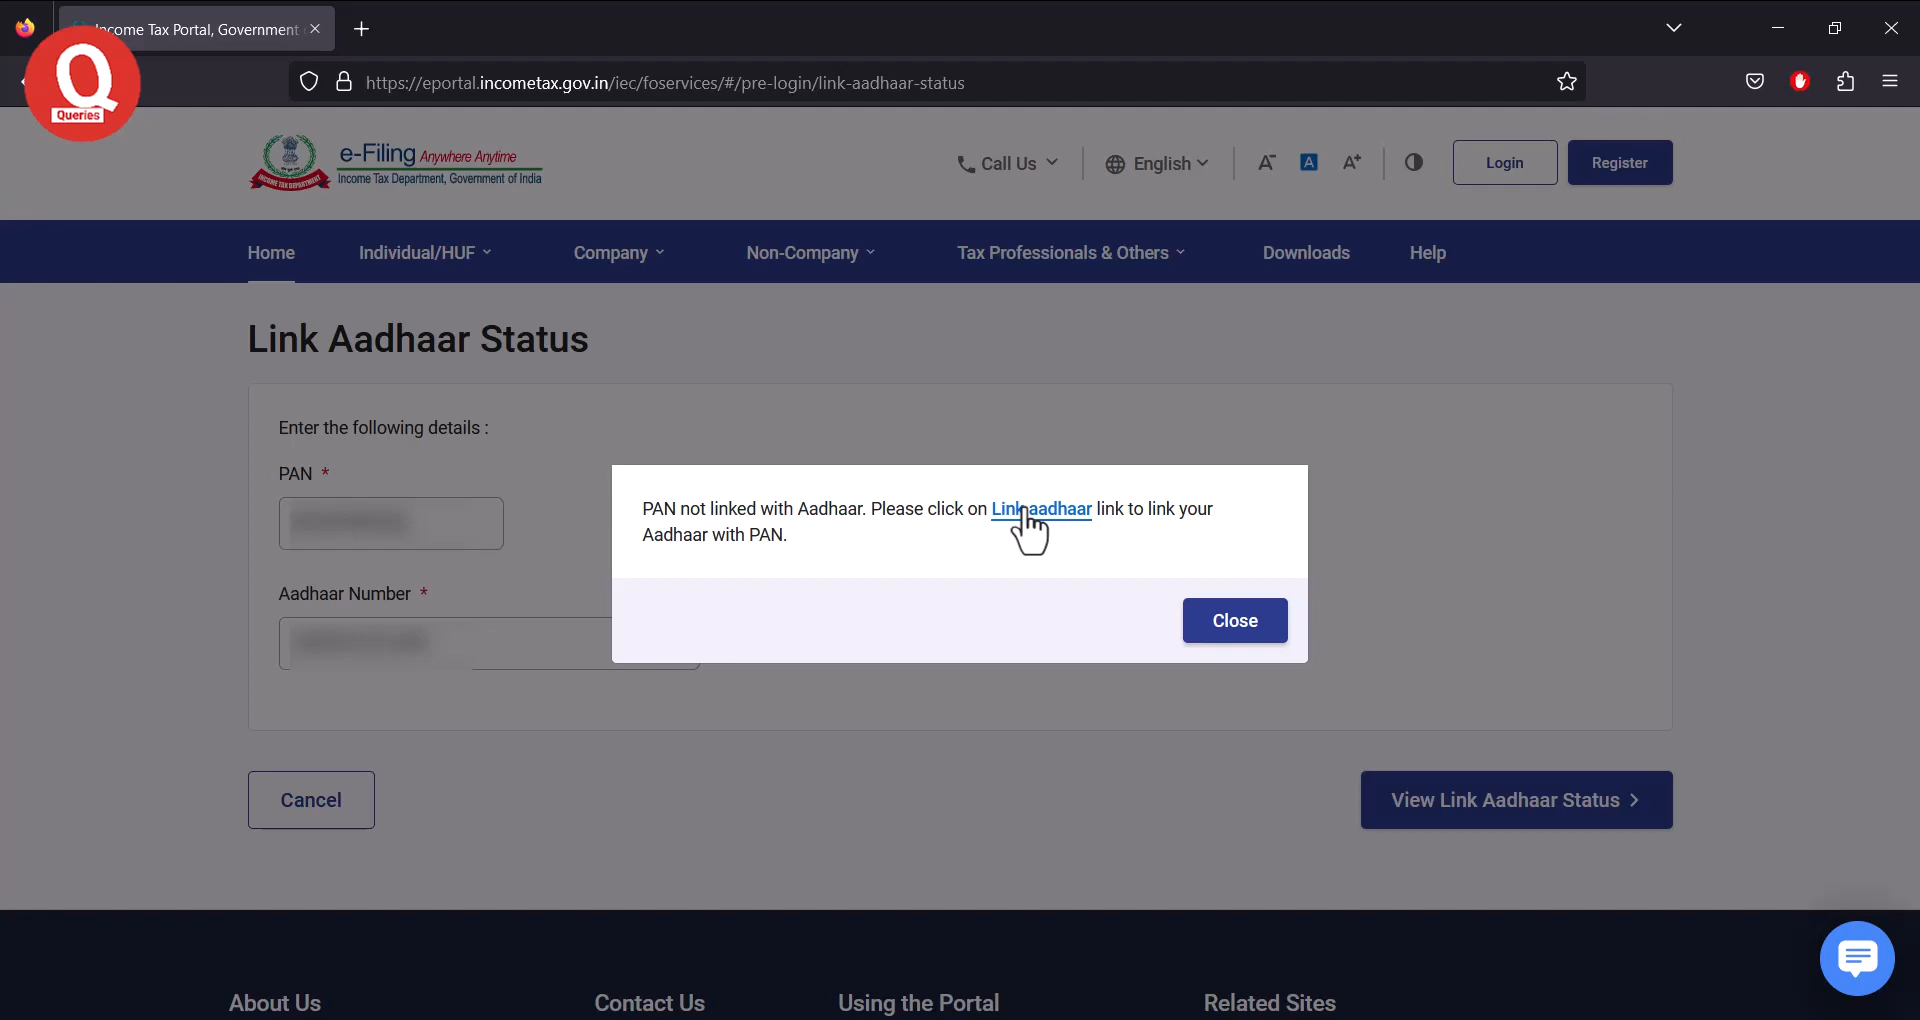 Income Tax Portal, Government
Queries
https://eportal.incometax.gov.in/iec/foservices/#/pre-login/link-aadhaar-status
e-Filing Anywhere Anytime
Income Tax Department, Government of India
INCOME TAX DEPARTMENT
Call Us
English
A-
A
A+
Login
Register
Home
Individual/HUF
Company
Non-Company
Tax Professionals & Others
Downloads
Help
Link Aadhaar Status
Enter the following details :
PAN *
PAN not linked with Aadhaar. Please click on Link aadhaar link to link your
Aadhaar with PAN.
Aadhaar Number *
Close
Cancel
View Link Aadhaar Status >
About Us
Contact Us
Using the Portal
Related Sites